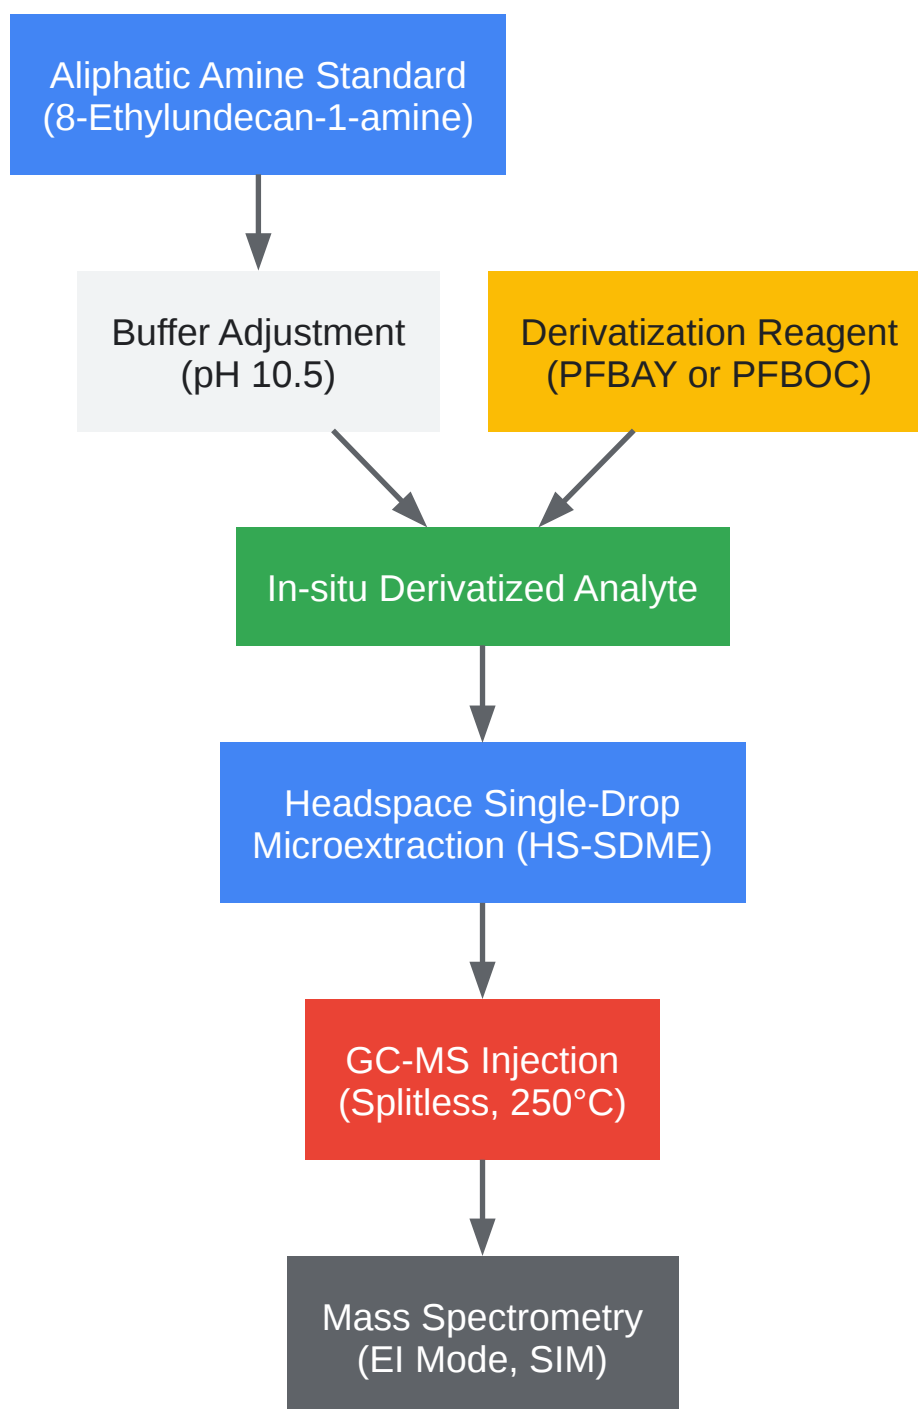 Aliphatic Amine Standard
(8-Ethylundecan-1-amine)
Buffer Adjustment
(pH 10.5)
Derivatization Reagent
(PFBAY or PFBOC)
In-situ Derivatized Analyte
Headspace Single-Drop
Microextraction (HS-SDME)
GC-MS Injection
(Splitless, 250°C)
Mass Spectrometry
(EI Mode, SIM)